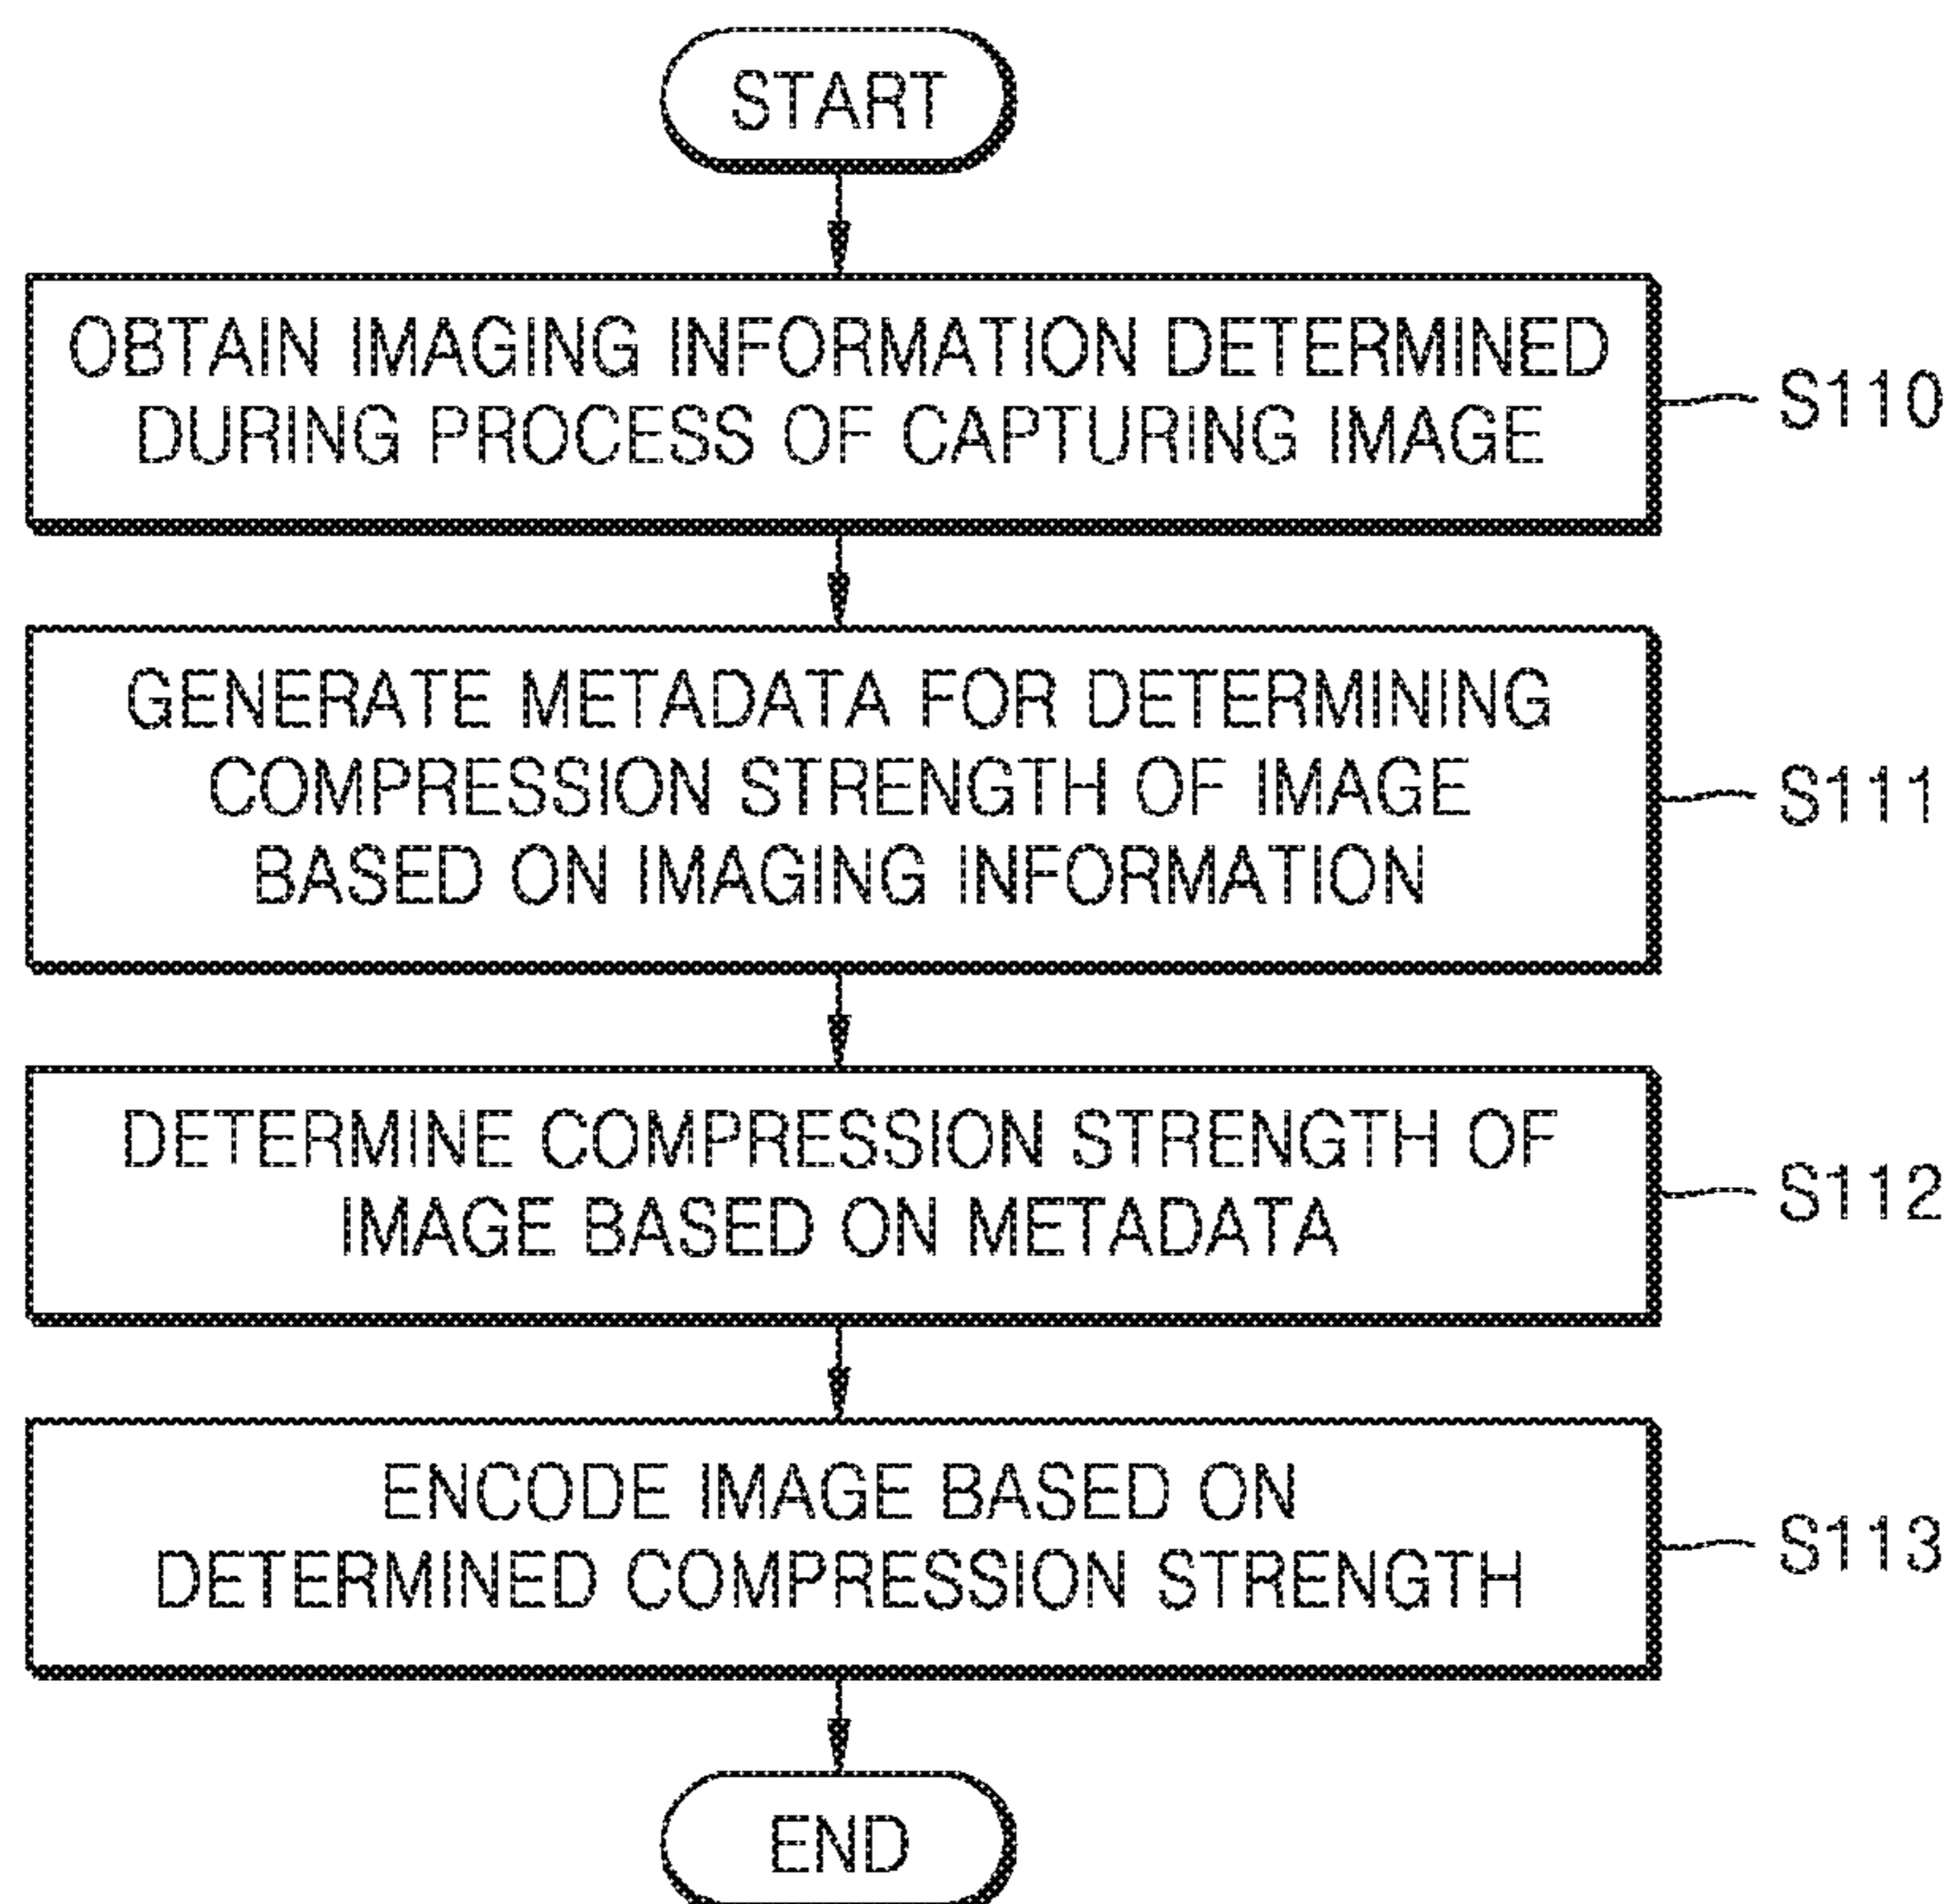 START
OBTAIN IMAGING INFORMATION DETERMINED
DURING PROCESS OF CAPTURING IMAGE
S110
GENERATE METADATA FOR DETERMINING
COMPRESSION STRENGTH OF IMAGE
BASED ON IMAGING INFORMATION
S111
DETERMINE COMPRESSION STRENGTH OF
IMAGE BASED ON METADATA
S112
ENCODE IMAGE BASED ON
DETERMINED COMPRESSION STRENGTH
S113
END